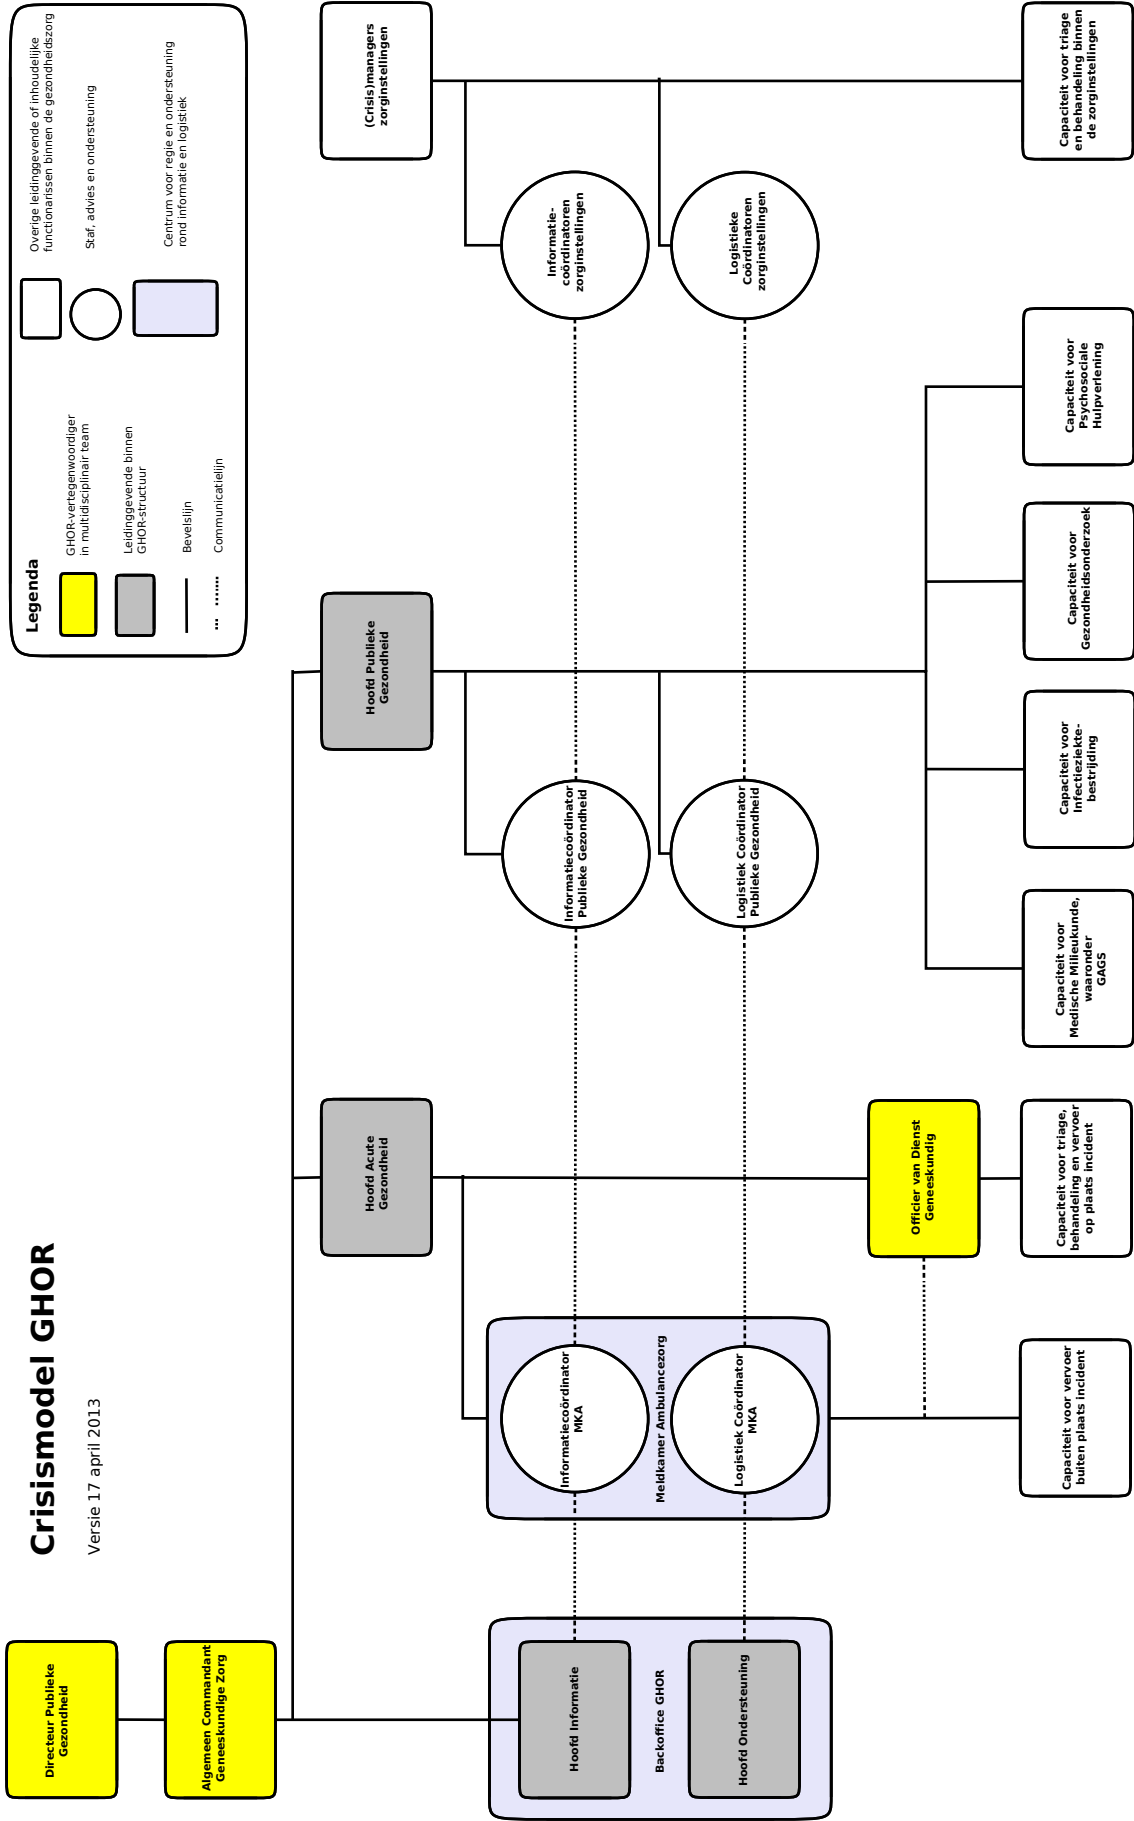 Crisismodel GHOR
Versie 17 april 2013
Legenda
GHOR-vertegenwoordiger
in multidisciplinair team
Leidinggevende binnen
GHOR-structuur
Bevelslijn
Communicatielijn
Overige leidinggevende of inhoudelijke
functionarissen binnen de gezondheidszorg
Staf, advies en ondersteuning
Centrum voor regie en ondersteuning
rond informatie en logistiek
Directeur Publieke
Gezondheid
Algemeen Commandant
Geneeskundige Zorg
Hoofd Acute
Gezondheid
Hoofd Publieke
Gezondheid
(Crisis)managers
zorginstellingen
Hoofd Informatie
Backoffice GHOR
Hoofd Ondersteuning
Informatiecoördinator
MKA
Meldkamer Ambulancezorg
Logistiek Coördinator
MKA
Informatiecoördinator
Publieke Gezondheid
Logistiek Coördinator
Publieke Gezondheid
Informatie-
coördinatoren
zorginstellingen
Logistieke
Coördinatoren
zorginstellingen
Officier van Dienst
Geneeskundig
Capaciteit voor vervoer
buiten plaats incident
Capaciteit voor triage,
behandeling en vervoer
op plaats incident
Capaciteit voor
Medische Milieukunde,
waaronder
GAGS
Capaciteit voor
Infectieziekte-
bestrijding
Capaciteit voor
Gezondheidsonderzoek
Capaciteit voor
Psychosociale
Hulpverlening
Capaciteit voor triage
en behandeling binnen
de zorginstellingen